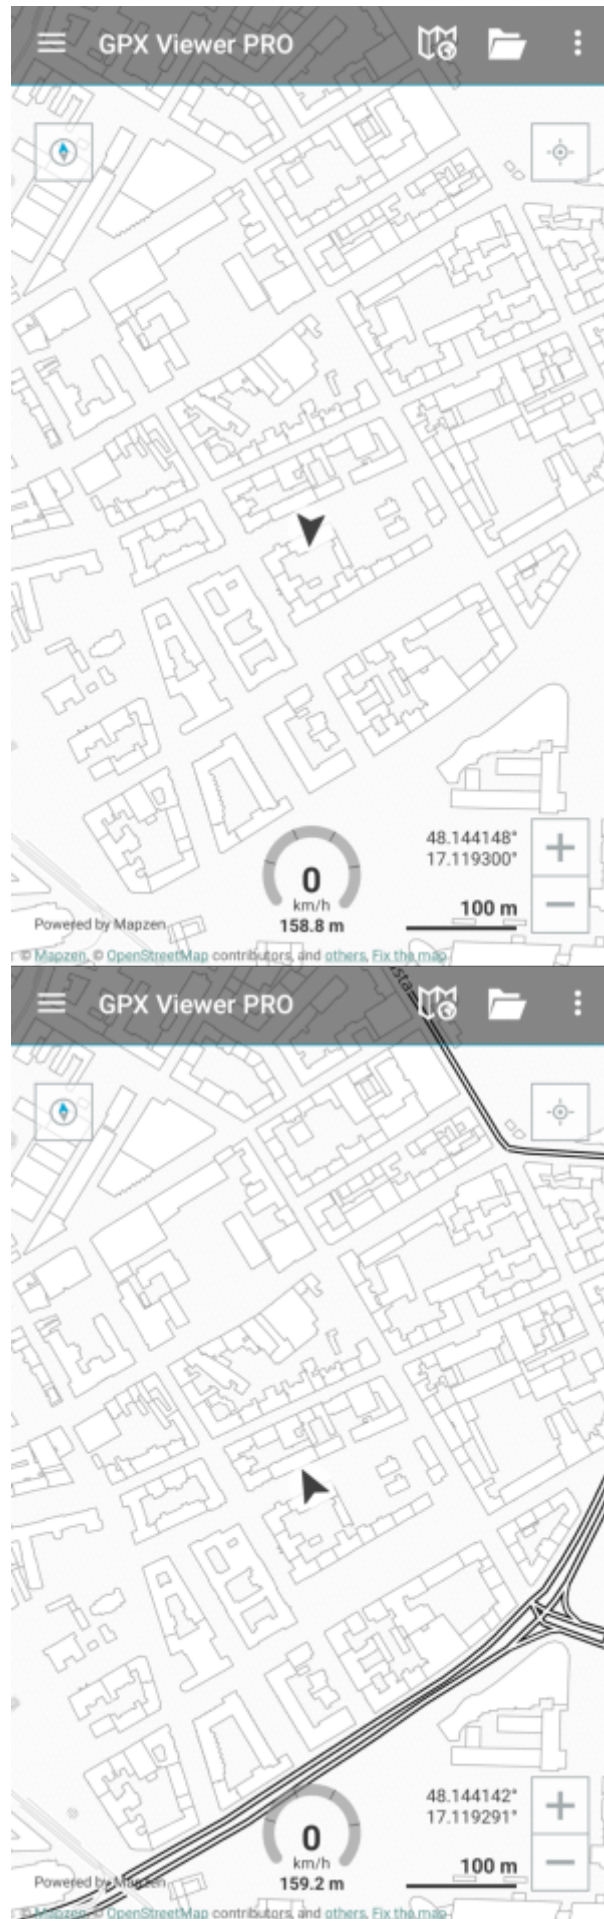 GPX Viewer PRO
48.144148°
17.119300°
0
km/h
158.8 m
100 m
Powered by Mapzen
© Mapzen, © OpenStreetMap contributors, and others, Fix the map
GPX Viewer PRO
48.144142°
17.119291°
0
km/h
159.2 m
100 m
Powered by Mapzen
© Mapzen, © OpenStreetMap contributors, and others, Fix the map